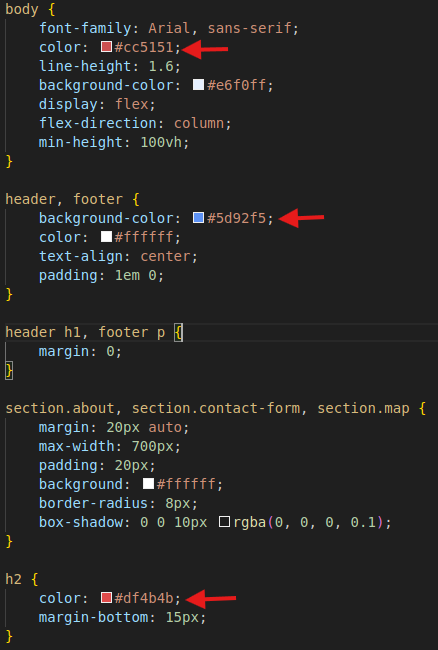 body {
    font-family: Arial, sans-serif;
    color: #cc5151;
    line-height: 1.6;
    background-color: #e6f0ff;
    display: flex;
    flex-direction: column;
    min-height: 100vh;
}

header, footer {
    background-color: #5d92f5;
    color: #ffffff;
    text-align: center;
    padding: 1em 0;
}

header h1, footer p {
    margin: 0;
}

section.about, section.contact-form, section.map {
    margin: 20px auto;
    max-width: 700px;
    padding: 20px;
    background: #ffffff;
    border-radius: 8px;
    box-shadow: 0 0 10px rgba(0, 0, 0, 0.1);
}

h2 {
    color: #df4b4b;
    margin-bottom: 15px;
}